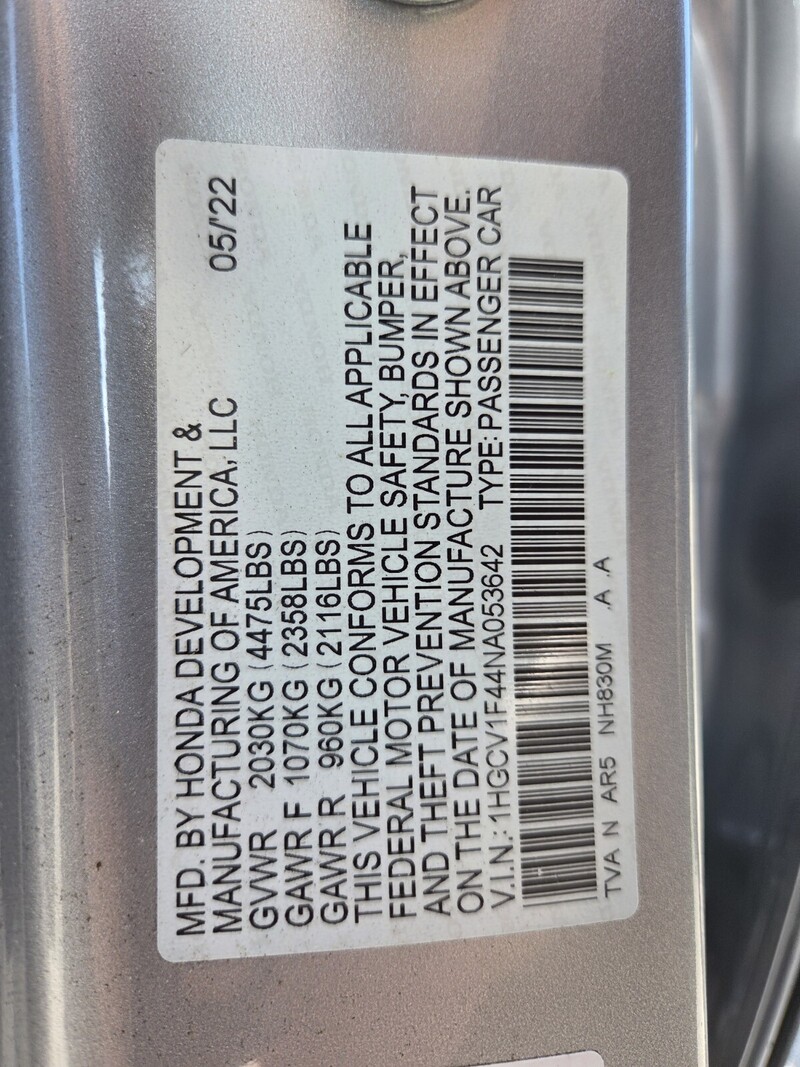 MFD. BY HONDA DEVELOPMENT &
MANUFACTURING OF AMERICA, LLC 05/'22
GVWR 2030KG (4475LBS)
GAWR F 1070KG (2358LBS)
GAWR R 960KG (2116LBS)
THIS VEHICLE CONFORMS TO ALL APPLICABLE
FEDERAL MOTOR VEHICLE SAFETY, BUMPER,
AND THEFT PREVENTION STANDARDS IN EFFECT
ON THE DATE OF MANUFACTURE SHOWN ABOVE.
V.I.N.: 1HGCV1F44NA053642 TYPE: PASSENGER CAR
TVA N AR5 NH830M .A .A